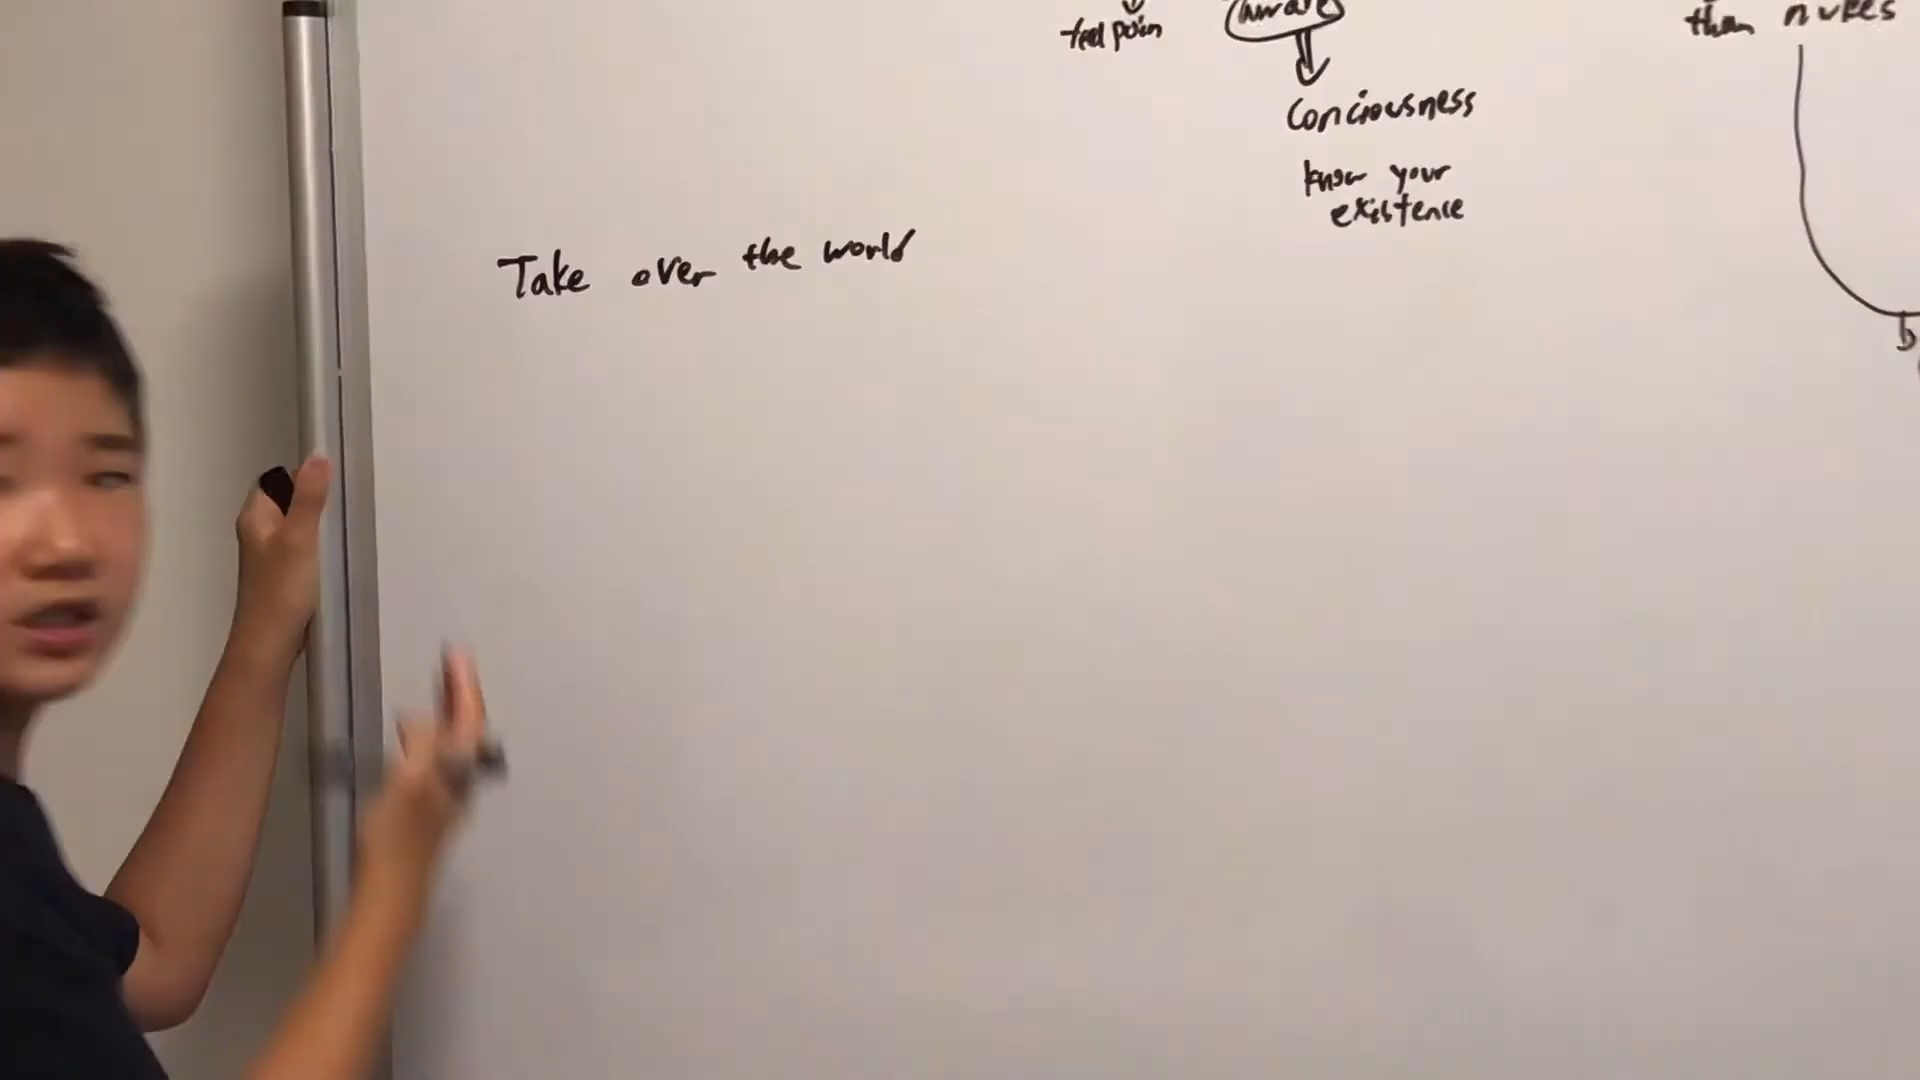 feel pain
Aware
Conciousness
know your
existence
Take over the world
than nukes